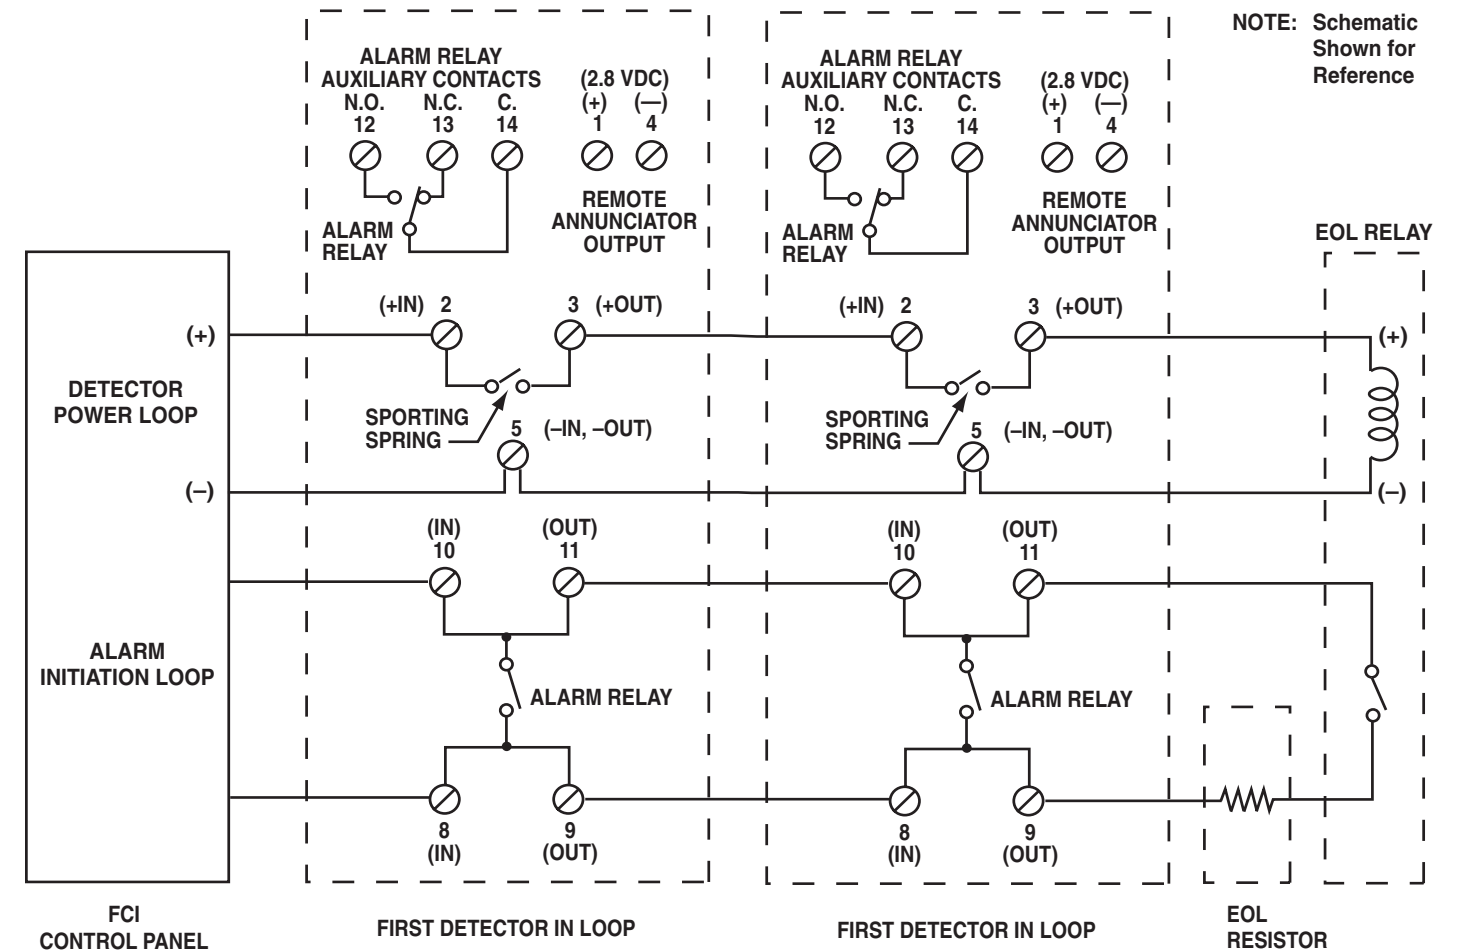 NOTE: Schematic
Shown for
Reference
ALARM RELAY
AUXILIARY CONTACTS
N.O. N.C. C.
12 13 14
(2.8 VDC)
(+) (—)
1 4
ALARM
RELAY
REMOTE
ANNUNCIATOR
OUTPUT
ALARM RELAY
AUXILIARY CONTACTS
N.O. N.C. C.
12 13 14
(2.8 VDC)
(+) (—)
1 4
ALARM
RELAY
REMOTE
ANNUNCIATOR
OUTPUT
EOL RELAY
(+)
(+IN) 2
3 (+OUT)
(+IN) 2
3 (+OUT)
(+)
DETECTOR
POWER LOOP
SPORTING
SPRING
5 (–IN, –OUT)
SPORTING
SPRING
5 (–IN, –OUT)
(–)
(–)
(IN)
10
(OUT)
11
(IN)
10
(OUT)
11
ALARM
INITIATION LOOP
ALARM RELAY
ALARM RELAY
8
(IN)
9
(OUT)
8
(IN)
9
(OUT)
FCI
CONTROL PANEL
FIRST DETECTOR IN LOOP
FIRST DETECTOR IN LOOP
EOL
RESISTOR